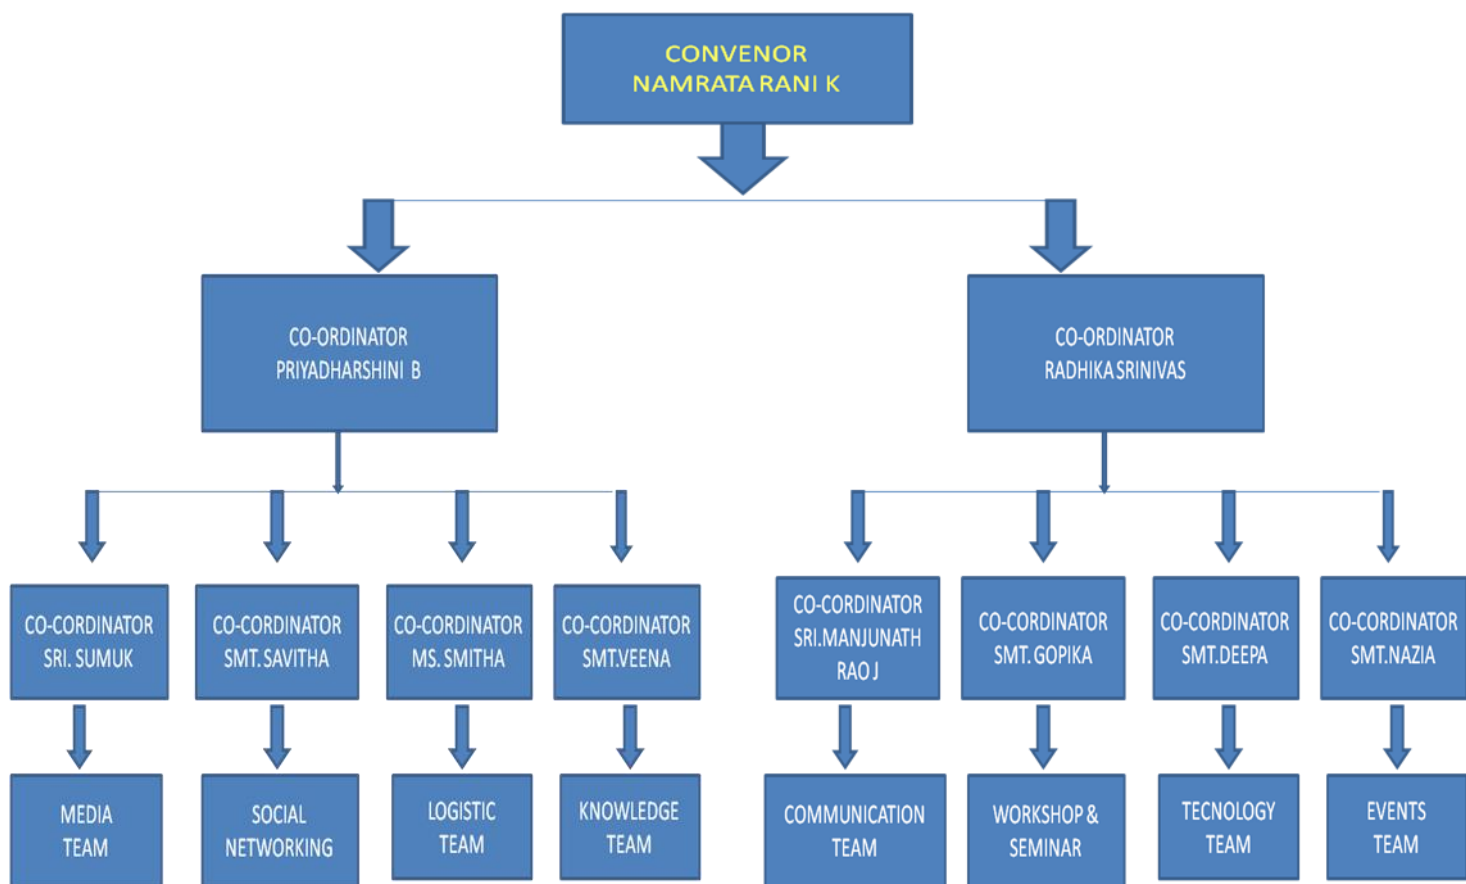 CONVENOR
NAMRATA RANI K
CO-ORDINATOR
PRIYADHARSHINI B
CO-ORDINATOR
RADHIKA SRINIVAS
CO-CORDINATOR
SRI. SUMUK
CO-CORDINATOR
SMT. SAVITHA
CO-CORDINATOR
MS. SMITHA
CO-CORDINATOR
SMT.VEENA
CO-CORDINATOR
SRI.MANJUNATH
RAO J
CO-CORDINATOR
SMT. GOPIKA
CO-CORDINATOR
SMT.DEEPA
CO-CORDINATOR
SMT.NAZIA
MEDIA
TEAM
SOCIAL
NETWORKING
LOGISTIC
TEAM
KNOWLEDGE
TEAM
COMMUNICATION
TEAM
WORKSHOP &
SEMINAR
TECNOLOGY
TEAM
EVENTS
TEAM